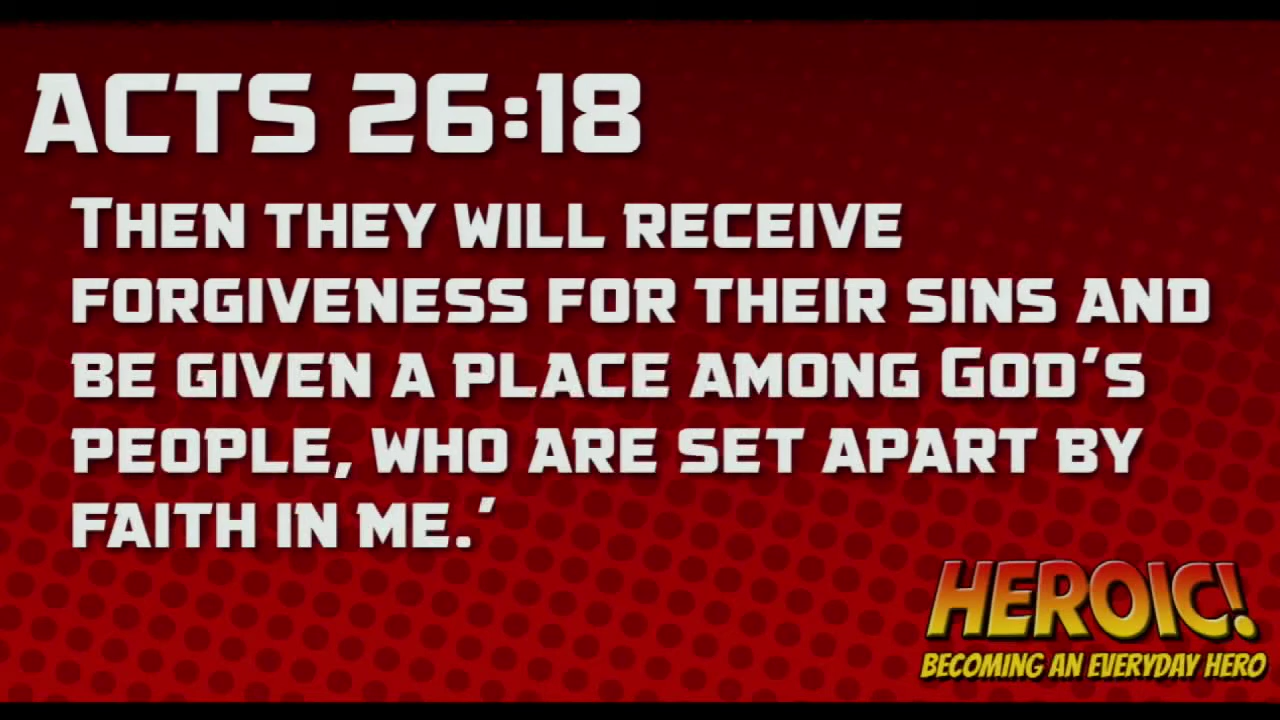 ACTS 26:18
THEN THEY WILL RECEIVE
FORGIVENESS FOR THEIR SINS AND
BE GIVEN A PLACE AMONG GOD'S
PEOPLE, WHO ARE SET APART BY
FAITH IN ME.'
HEROIC!
BECOMING AN EVERYDAY HERO